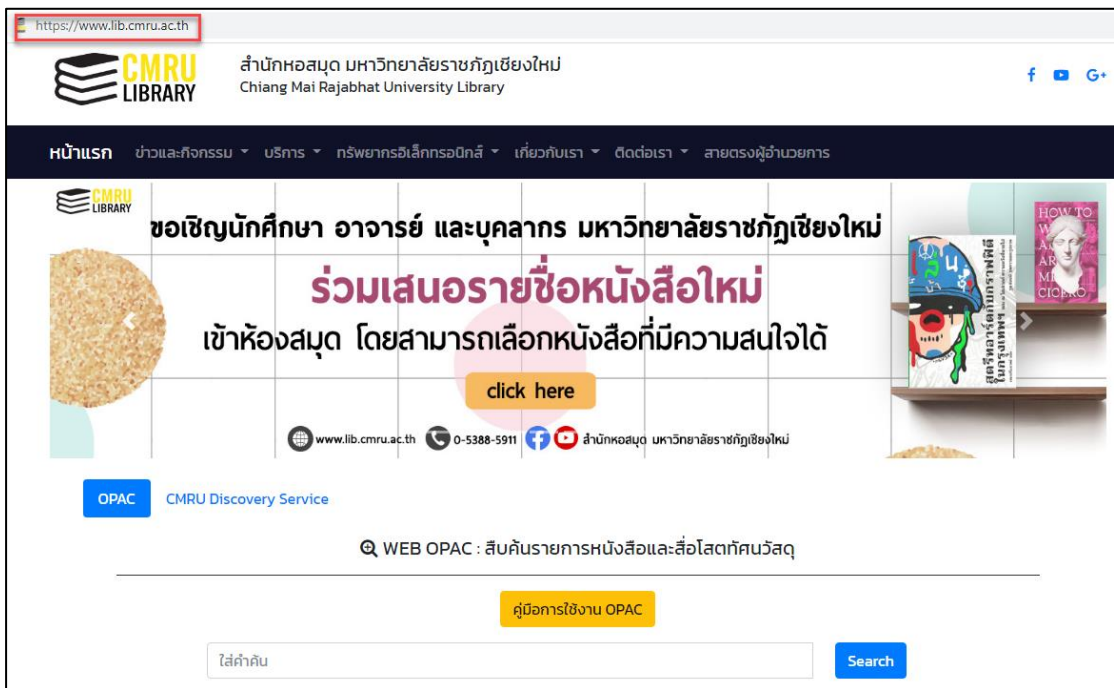 https://www.lib.cmru.ac.th
CMRU
LIBRARY
สำนักหอสมุด มหาวิทยาลัยราชภัฏเชียงใหม่
Chiang Mai Rajabhat University Library
f G+
หน้าแรก ข่าวและกิจกรรม บริการ ทรัพยากรอิเล็กทรอนิกส์ เกี่ยวกับเรา ติดต่อเรา สายตรงผู้อำนวยการ
CMRU
LIBRARY
ขอเชิญนักศึกษา อาจารย์ และบุคลากร มหาวิทยาลัยราชภัฏเชียงใหม่
ร่วมเสนอรายชื่อหนังสือใหม่
เข้าห้องสมุด โดยสามารถเลือกหนังสือที่มีความสนใจได้
click here
www.lib.cmru.ac.th 0-5388-5911 สำนักหอสมุด มหาวิทยาลัยราชภัฏเชียงใหม่
HOW TO
CICERO
OPAC CMRU Discovery Service
WEB OPAC : สืบค้นรายการหนังสือและสื่อโสตทัศนวัสดุ
คู่มือการใช้งาน OPAC
ใส่คำค้น Search